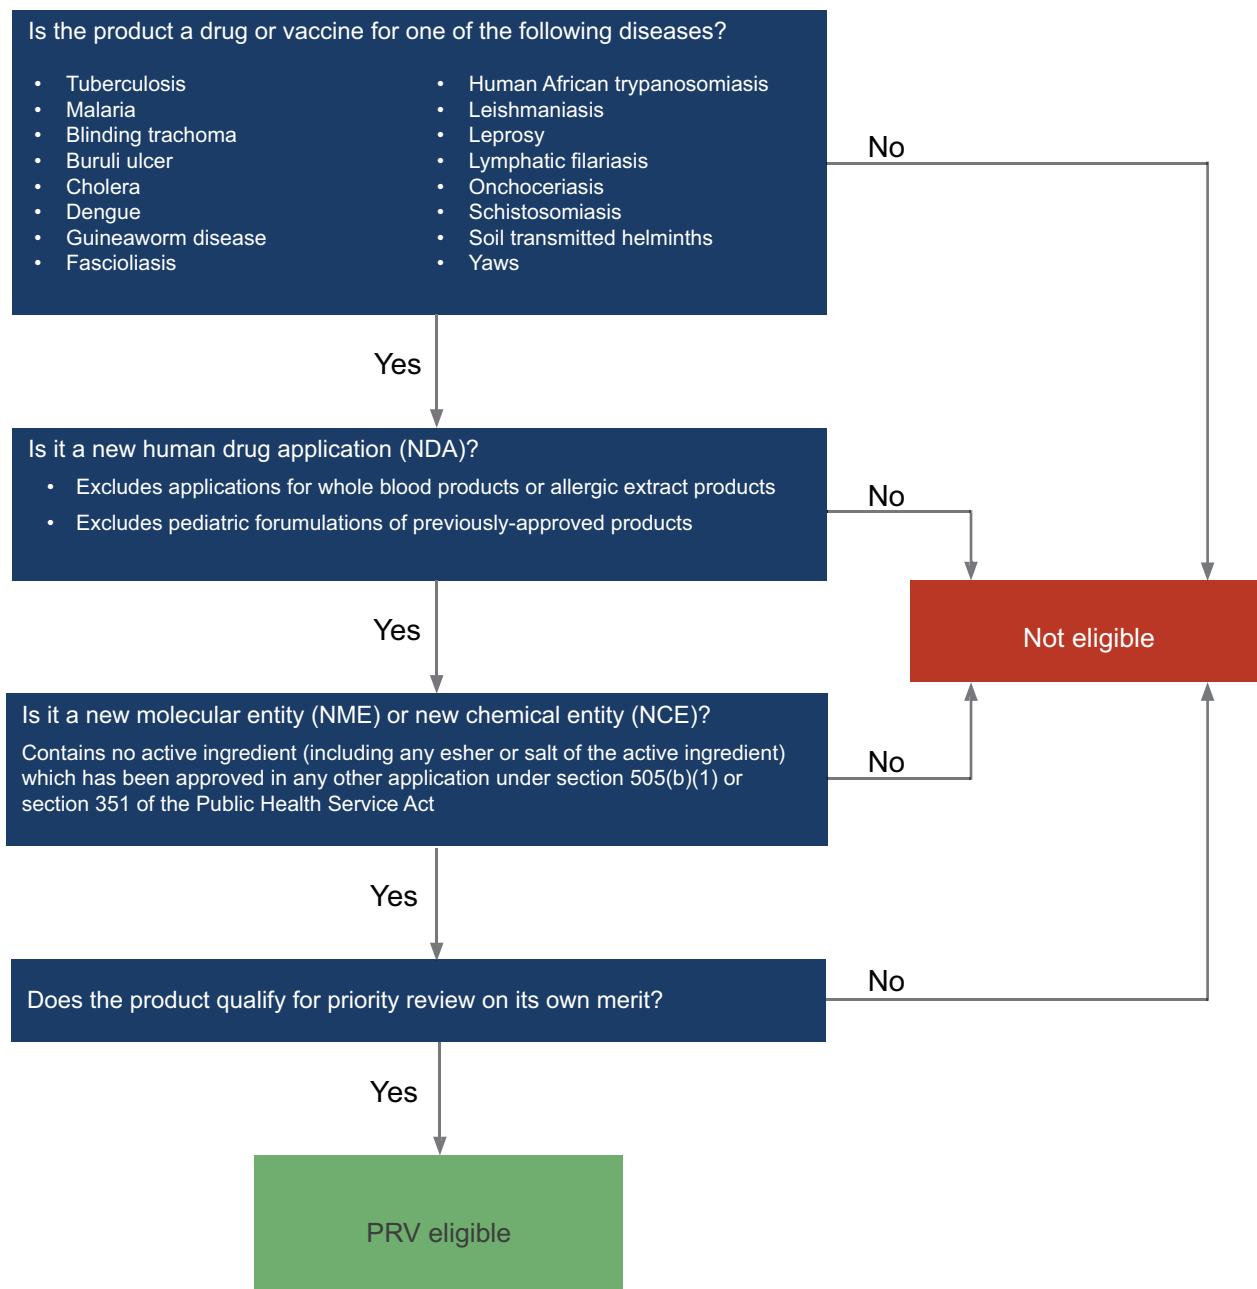 Is the product a drug or vaccine for one of the following diseases?
• Tuberculosis
• Malaria
• Blinding trachoma
• Buruli ulcer
• Cholera
• Dengue
• Guineaworm disease
• Fascioliasis
• Human African trypanosomiasis
• Leishmaniasis
• Leprosy
• Lymphatic filariasis
• Onchoceriasis
• Schistosomiasis
• Soil transmitted helminths
• Yaws
No
Yes
Is it a new human drug application (NDA)?
• Excludes applications for whole blood products or allergic extract products
• Excludes pediatric forumulations of previously-approved products
No
Not eligible
Yes
Is it a new molecular entity (NME) or new chemical entity (NCE)?
Contains no active ingredient (including any esher or salt of the active ingredient)
which has been approved in any other application under section 505(b)(1) or
section 351 of the Public Health Service Act
No
Yes
Does the product qualify for priority review on its own merit?
No
Yes
PRV eligible